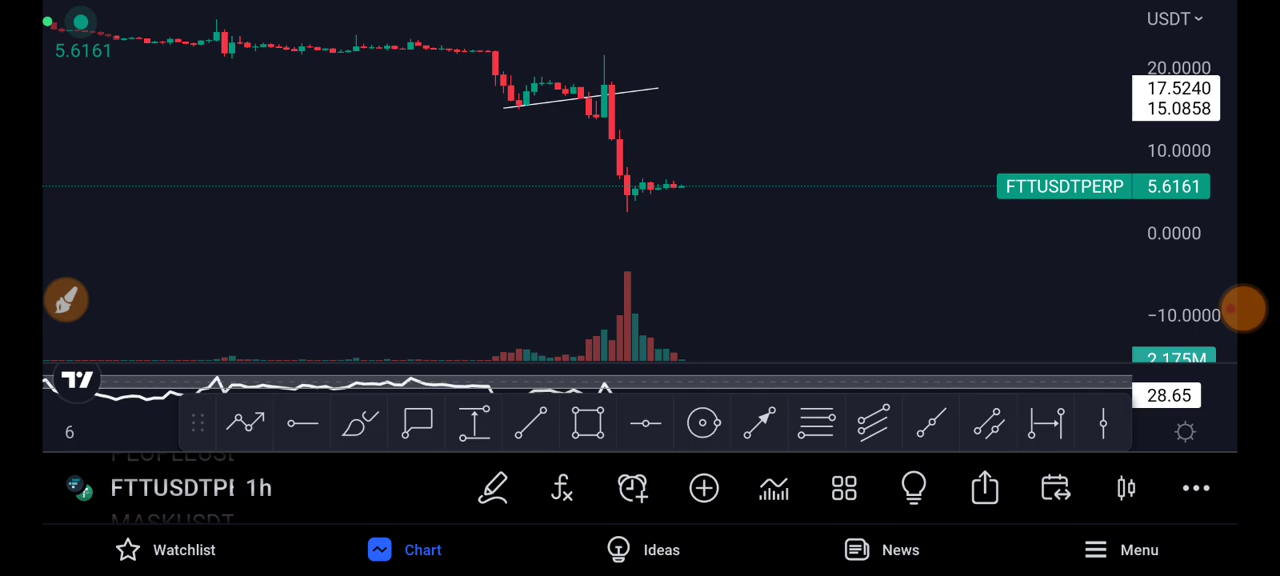 USDT
5.6161
20.0000
17.5240
15.0858
10.0000
FTTUSDTPERP 5.6161
0.0000
−10.0000
2.175M
28.65
6
FTTUSDTPE 1h
Watchlist Chart Ideas News Menu